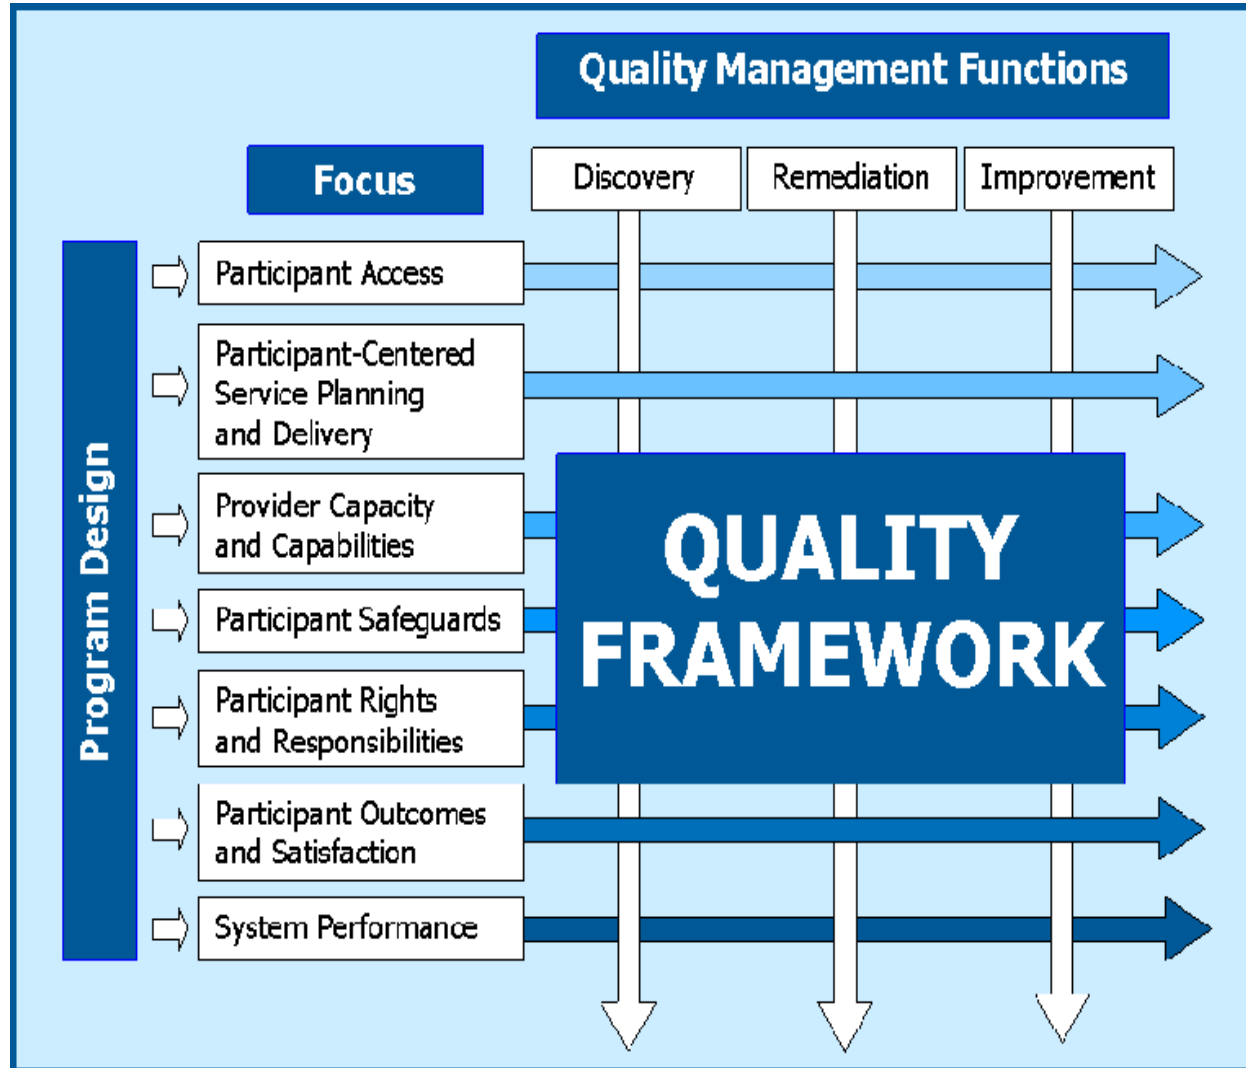 Quality Management Functions
Focus
Discovery
Remediation
Improvement
Program Design
Participant Access
Participant-Centered
Service Planning
and Delivery
Provider Capacity
and Capabilities
Participant Safeguards
Participant Rights
and Responsibilities
Participant Outcomes
and Satisfaction
System Performance
QUALITY
FRAMEWORK